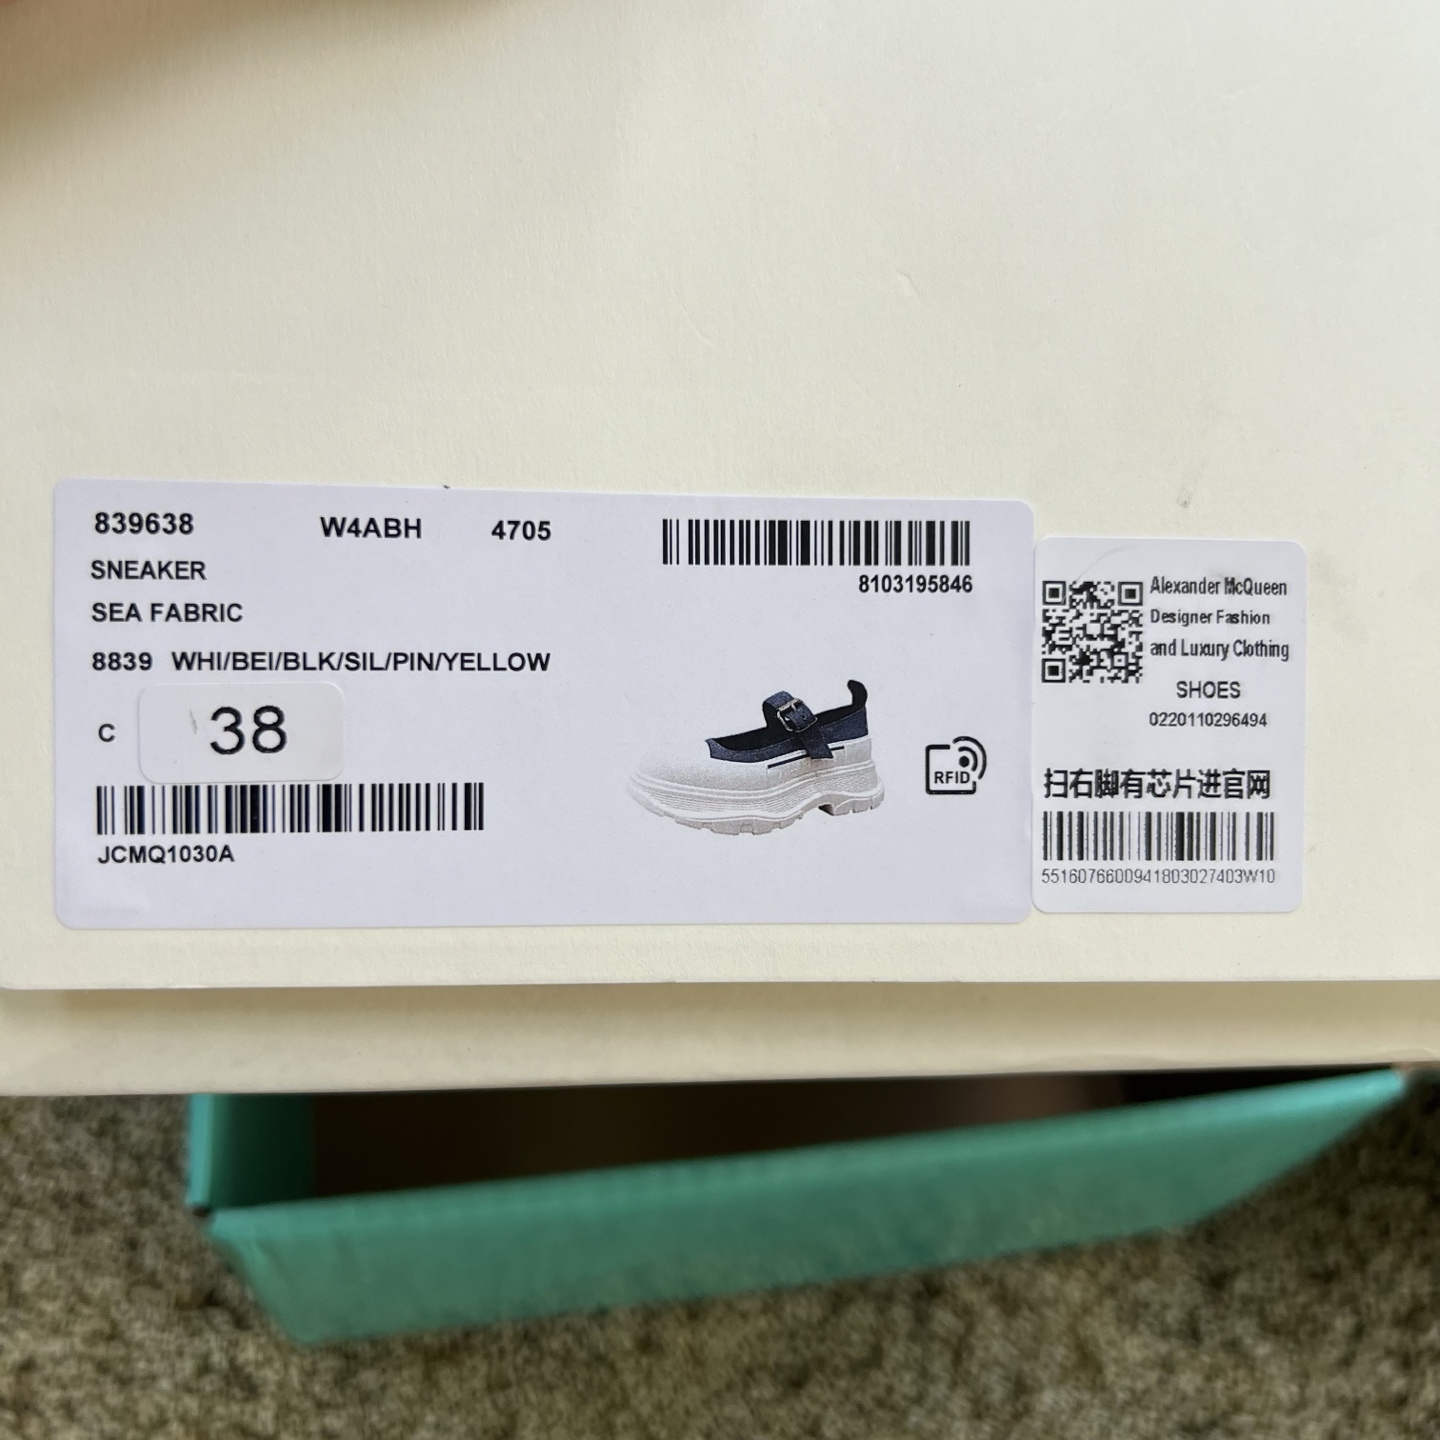 839638 W4ABH 4705
SNEAKER
SEA FABRIC
8839 WHI/BEI/BLK/SIL/PIN/YELLOW
C 38
JCMQ1030A
8103195846
RFID
Alexander McQueen
Designer Fashion
and Luxury Clothing
SHOES
0220110296494
扫右脚有芯片进官网
5516076600941803027403W10